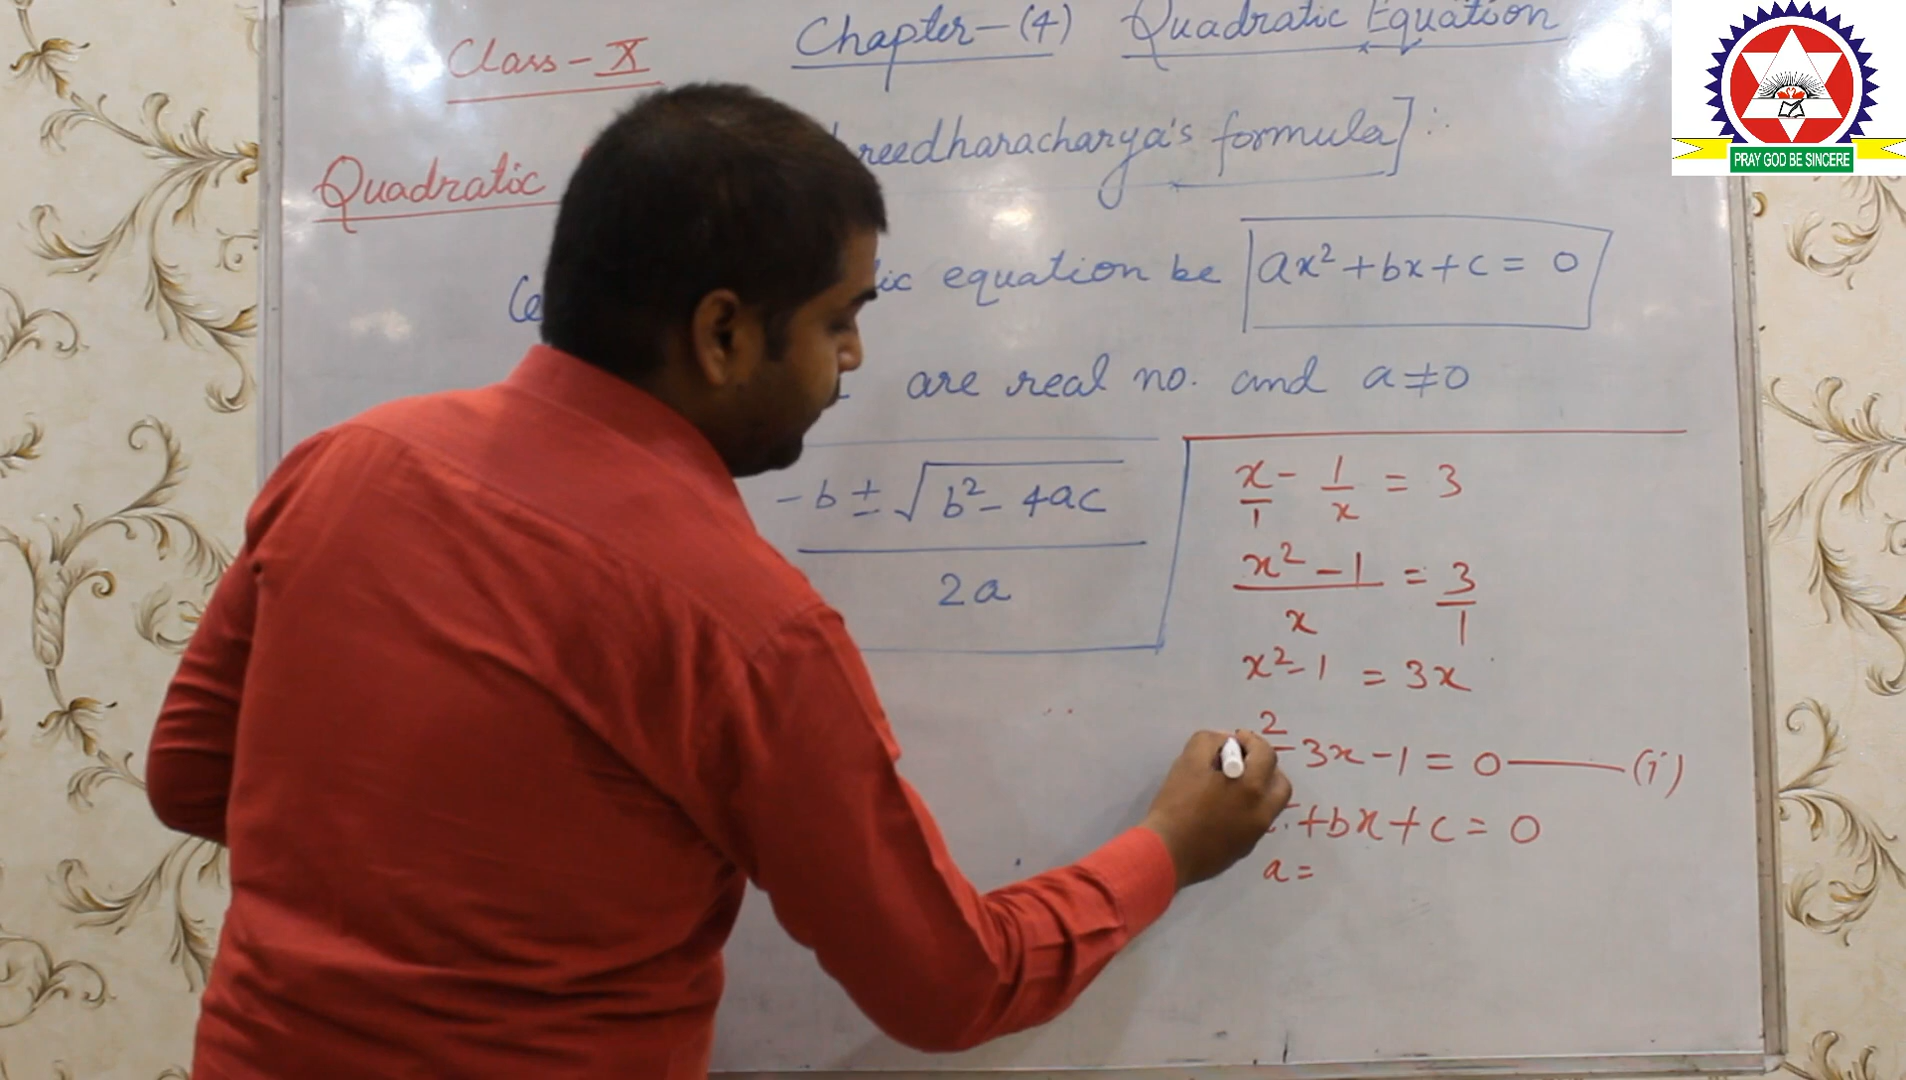 Class - X
Chapter - (4) Quadratic Equation
Quadratic reedharacharya's formula] :
ic equation be ax² + bx + c = 0
are real no. and a ≠ 0
-b ± √b² - 4ac
2a
x/1 - 1/x = 3
x² - 1/x = 3/1
x² - 1 = 3x
² - 3x - 1 = 0 — (i)
+ bx + c = 0
a =
PRAY GOD BE SINCERE